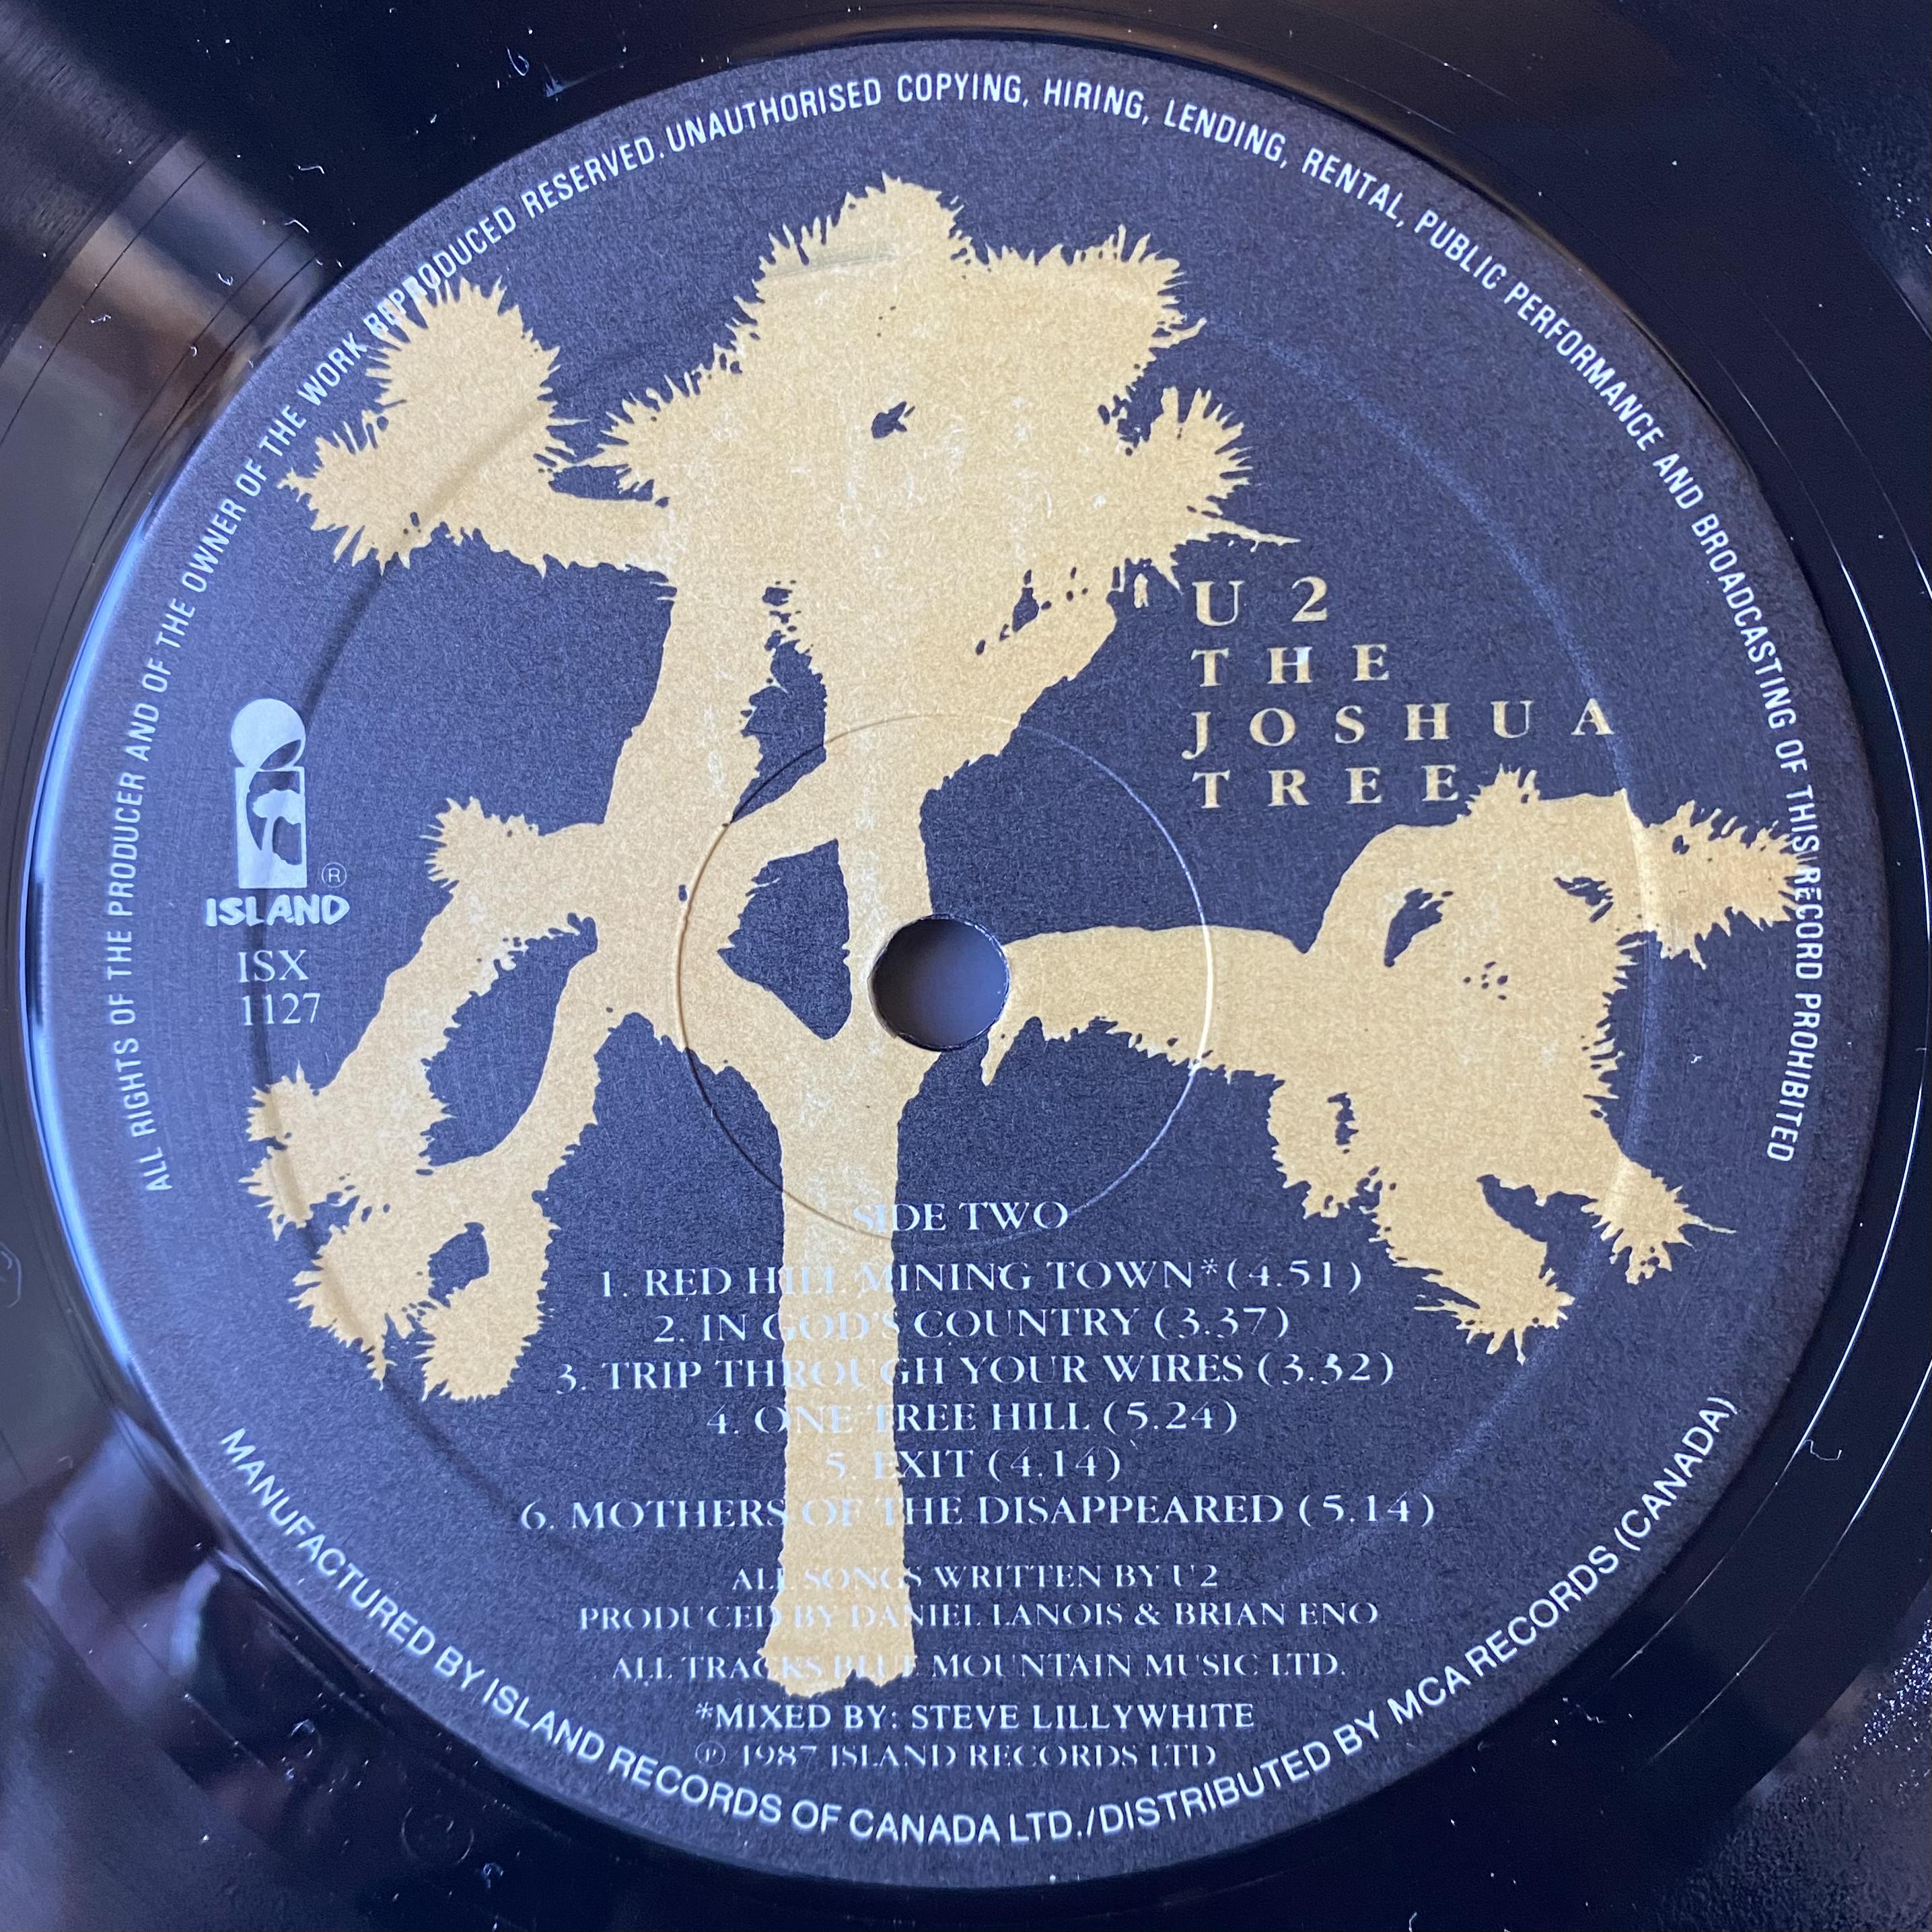 ALL RIGHTS OF THE PRODUCER AND OF THE OWNER OF THE WORK REPRODUCED RESERVED. UNAUTHORISED COPYING, HIRING, LENDING, RENTAL, PUBLIC PERFORMANCE AND BROADCASTING OF THIS RECORD PROHIBITED
U2
THE
JOSHUA
TREE
®
ISLAND
ISX
1127
SIDE TWO
1. RED HILL MINING TOWN* (4.51)
2. IN GOD'S COUNTRY (3.37)
3. TRIP THROUGH YOUR WIRES (3.32)
4. ONE TREE HILL (5.24)
5. EXIT (4.14)
6. MOTHERS OF THE DISAPPEARED (5.14)
ALL SONGS WRITTEN BY U2
PRODUCED BY DANIEL LANOIS & BRIAN ENO
ALL TRACKS BLUE MOUNTAIN MUSIC LTD.
*MIXED BY: STEVE LILLYWHITE
℗ 1987 ISLAND RECORDS LTD
MANUFACTURED BY ISLAND RECORDS OF CANADA LTD./DISTRIBUTED BY MCA RECORDS (CANADA)